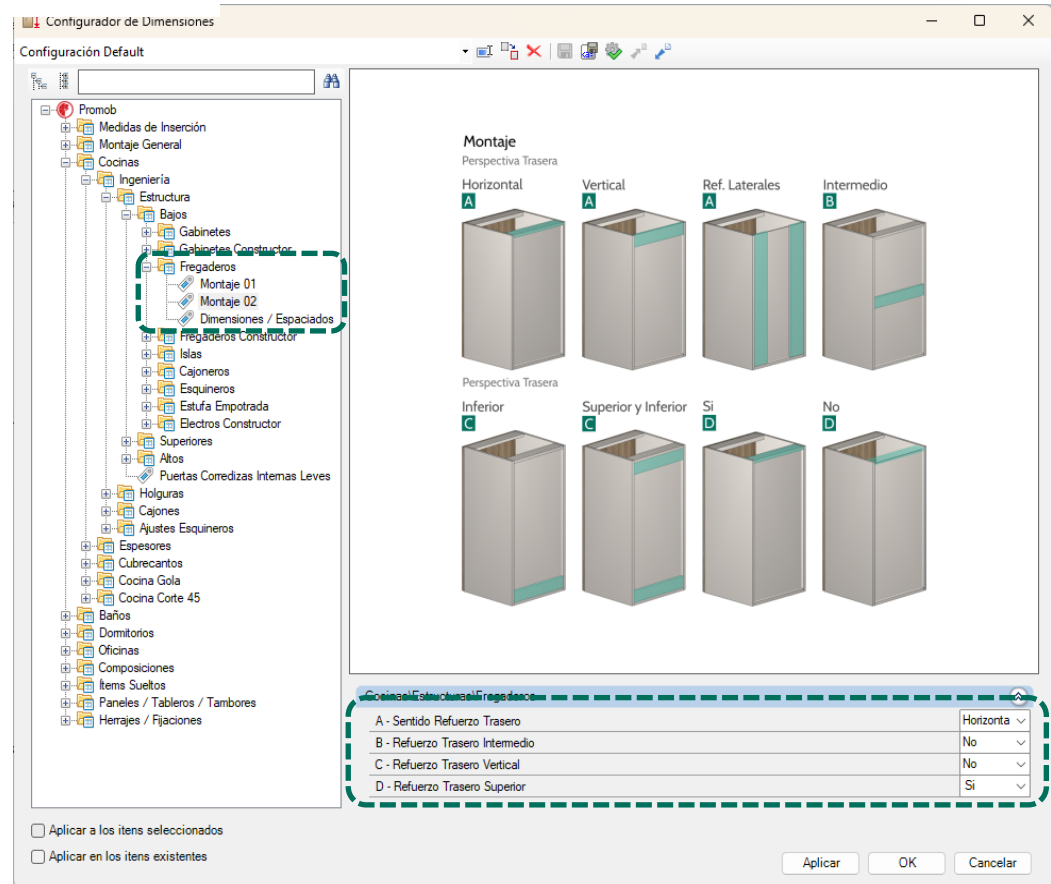 Configurador de Dimensiones
Configuración Default
Promob
Medidas de Inserción
Montaje General
Cocinas
Ingeniería
Estructura
Bajos
Gabinetes
Gabinetes Constructor
Fregaderos
Montaje 01
Montaje 02
Dimensiones / Espaciados
Fregaderos Constructor
Islas
Cajoneros
Esquineros
Estufa Empotrada
Electros Constructor
Superiores
Altos
Puertas Corredizas Internas Leves
Holguras
Cajones
Ajustes Esquineros
Espesores
Cubrecantos
Cocina Gola
Cocina Corte 45
Baños
Dormitorios
Oficinas
Composiciones
Ítems Sueltos
Paneles / Tableros / Tambores
Herrajes / Fijaciones
Montaje
Perspectiva Trasera
Horizontal Vertical Ref. Laterales Intermedio
A A A B
Perspectiva Trasera
Inferior Superior y Inferior Si No
C C D D
Cocinas\Estructuras\Fregaderos
A - Sentido Refuerzo Trasero Horizonta
B - Refuerzo Trasero Intermedio No
C - Refuerzo Trasero Vertical No
D - Refuerzo Trasero Superior Si
Aplicar a los itens seleccionados
Aplicar en los itens existentes
Aplicar OK Cancelar